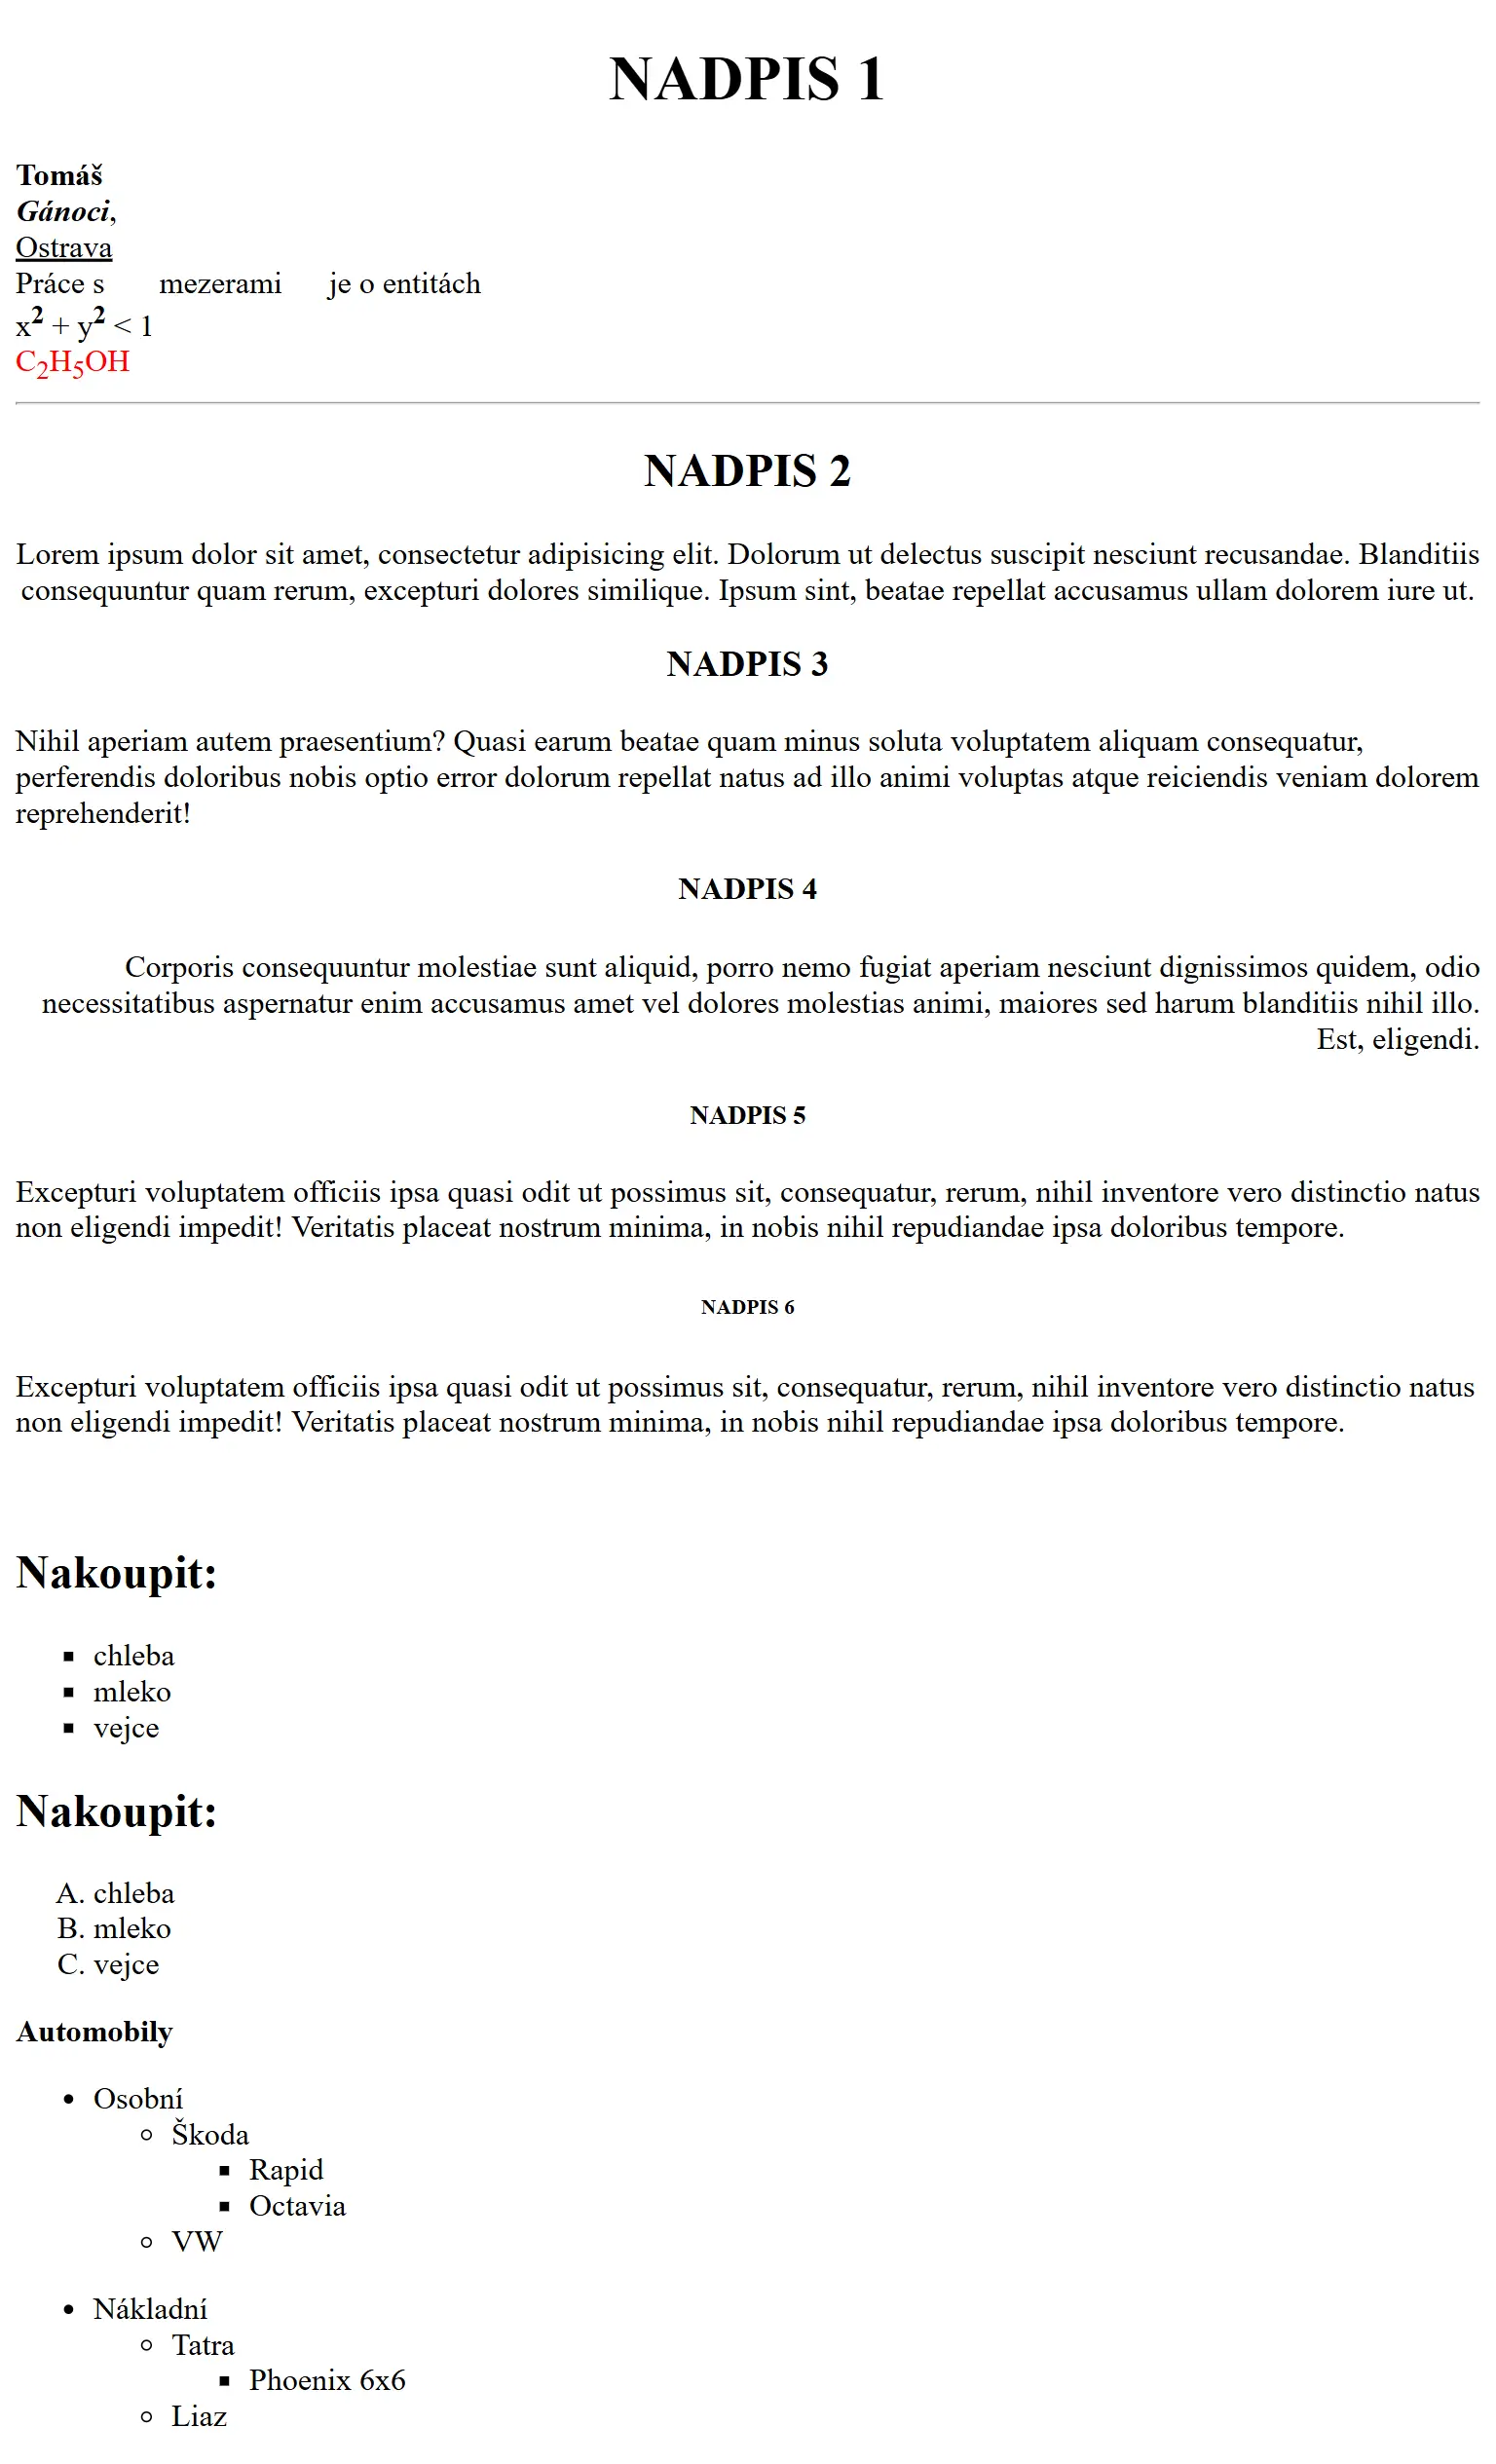 NADPIS 1
Tomáš
Gánoci,
Ostrava
Práce s mezerami je o entitách
x² + y² < 1
C₂H₅OH
NADPIS 2
Lorem ipsum dolor sit amet, consectetur adipisicing elit. Dolorum ut delectus suscipit nesciunt recusandae. Blanditiis
consequuntur quam rerum, excepturi dolores similique. Ipsum sint, beatae repellat accusamus ullam dolorem iure ut.
NADPIS 3
Nihil aperiam autem praesentium? Quasi earum beatae quam minus soluta voluptatem aliquam consequatur,
perferendis doloribus nobis optio error dolorum repellat natus ad illo animi voluptas atque reiciendis veniam dolorem
reprehenderit!
NADPIS 4
Corporis consequuntur molestiae sunt aliquid, porro nemo fugiat aperiam nesciunt dignissimos quidem, odio
necessitatibus aspernatur enim accusamus amet vel dolores molestias animi, maiores sed harum blanditiis nihil illo.
Est, eligendi.
NADPIS 5
Excepturi voluptatem officiis ipsa quasi odit ut possimus sit, consequatur, rerum, nihil inventore vero distinctio natus
non eligendi impedit! Veritatis placeat nostrum minima, in nobis nihil repudiandae ipsa doloribus tempore.
NADPIS 6
Excepturi voluptatem officiis ipsa quasi odit ut possimus sit, consequatur, rerum, nihil inventore vero distinctio natus
non eligendi impedit! Veritatis placeat nostrum minima, in nobis nihil repudiandae ipsa doloribus tempore.
Nakoupit:
▪ chleba
▪ mleko
▪ vejce
Nakoupit:
A. chleba
B. mleko
C. vejce
Automobily
• Osobní
◦ Škoda
▪ Rapid
▪ Octavia
◦ VW
• Nákladní
◦ Tatra
▪ Phoenix 6x6
◦ Liaz